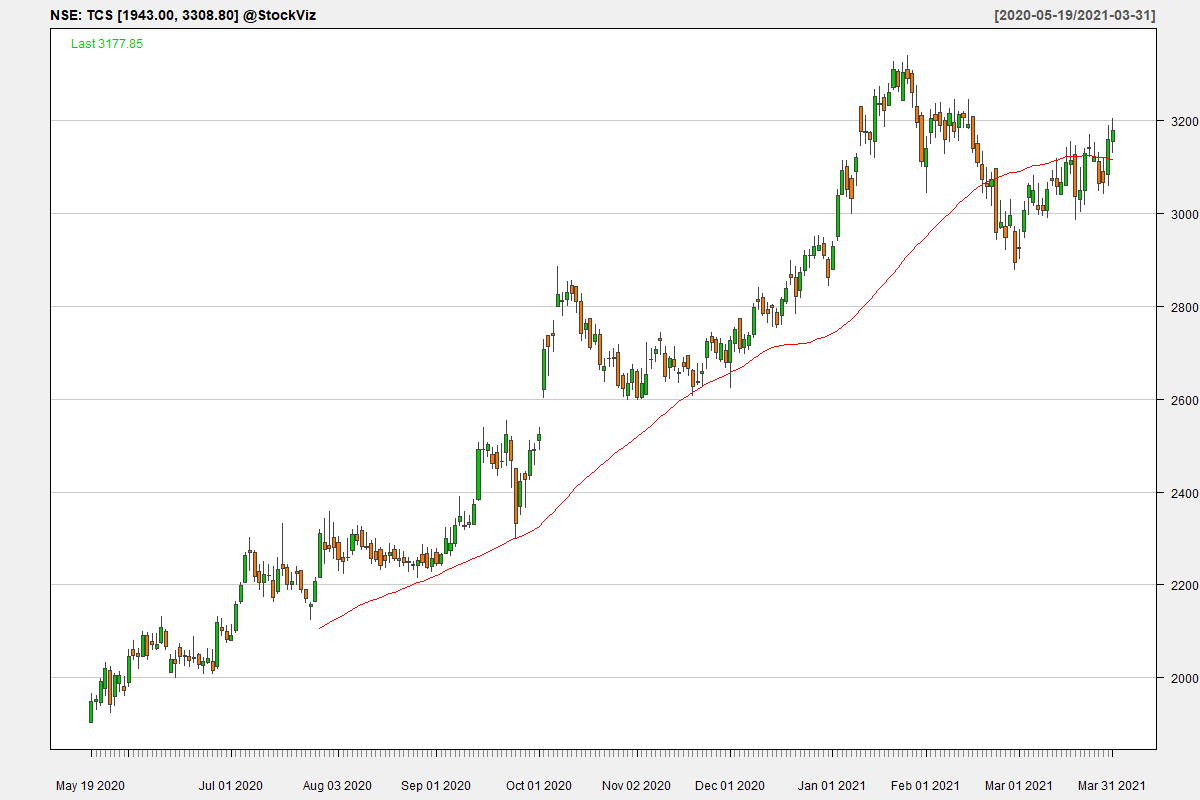 NSE: TCS [1943.00, 3308.80] @StockViz [2020-05-19/2021-03-31]
Last 3177.85
3200
3000
2800
2600
2400
2200
2000
May 19 2020 Jul 01 2020 Aug 03 2020 Sep 01 2020 Oct 01 2020 Nov 02 2020 Dec 01 2020 Jan 01 2021 Feb 01 2021 Mar 01 2021 Mar 31 2021